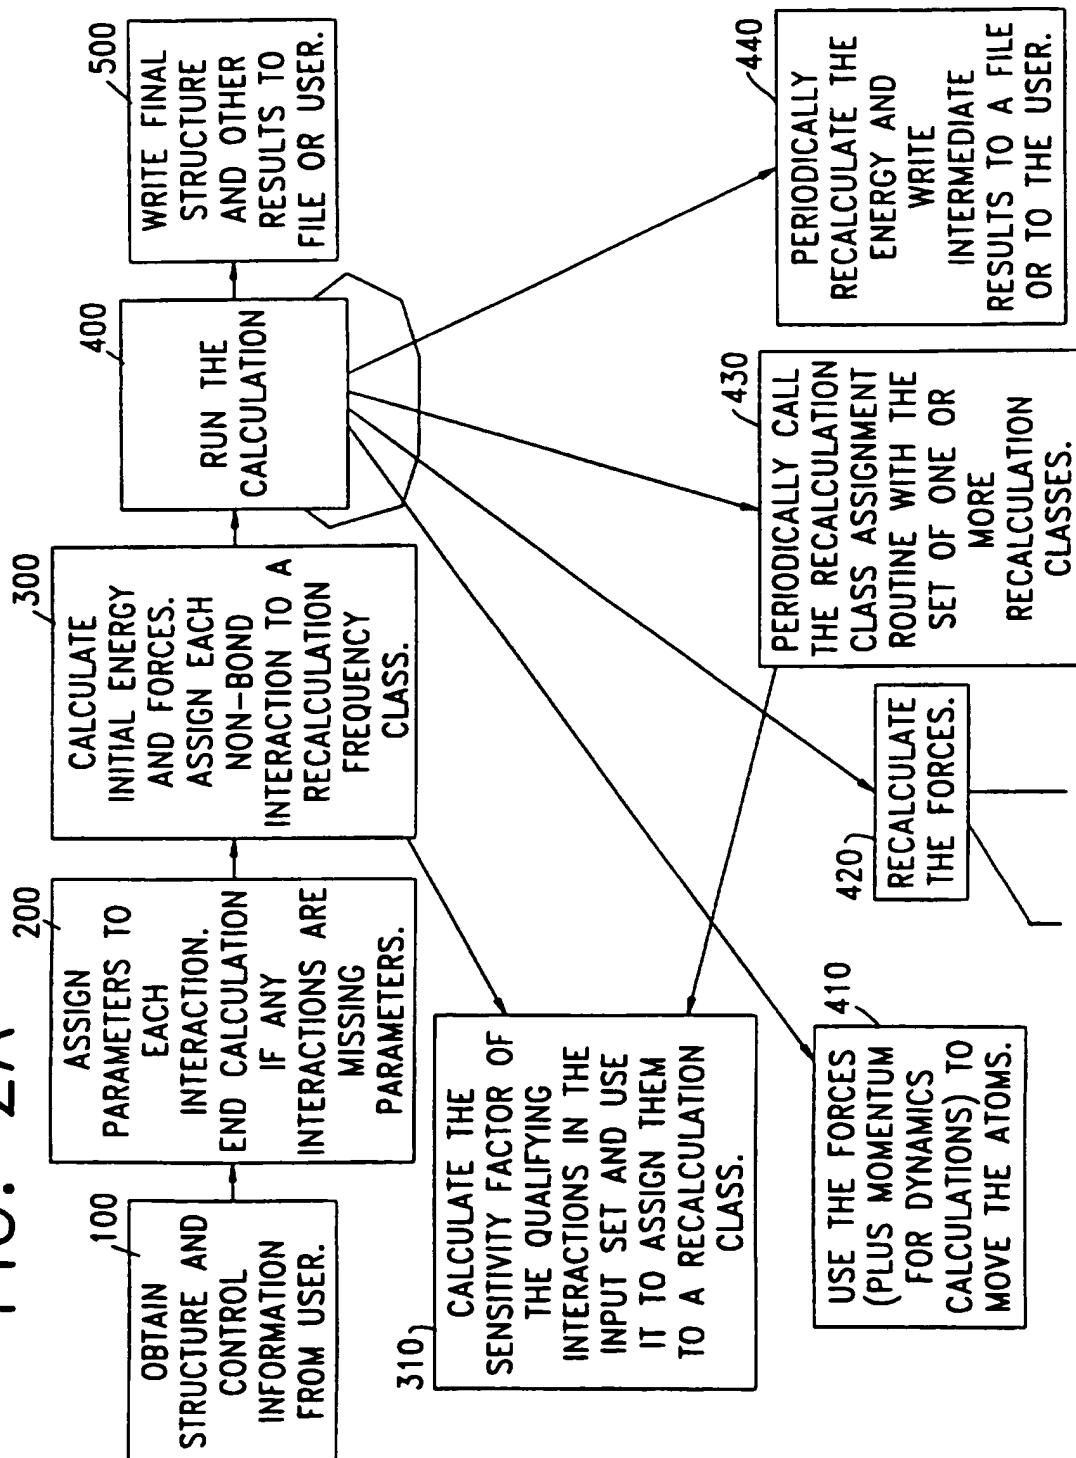 FIG. 2A
100
OBTAIN
STRUCTURE AND
CONTROL
INFORMATION
FROM USER.
200
ASSIGN
PARAMETERS TO
EACH
INTERACTION.
END CALCULATION
IF ANY
INTERACTIONS ARE
MISSING
PARAMETERS.
300
CALCULATE
INITIAL ENERGY
AND FORCES.
ASSIGN EACH
NON-BOND
INTERACTION TO A
RECALCULATION
FREQUENCY
CLASS.
400
RUN THE
CALCULATION
500
WRITE FINAL
STRUCTURE
AND OTHER
RESULTS TO
FILE OR USER.
310
CALCULATE THE
SENSITIVITY FACTOR OF
THE QUALIFYING
INTERACTIONS IN THE
INPUT SET AND USE
IT TO ASSIGN THEM
TO A RECALCULATION
CLASS.
410
USE THE FORCES
(PLUS MOMENTUM
FOR DYNAMICS
CALCULATIONS) TO
MOVE THE ATOMS.
420
RECALCULATE
THE FORCES.
430
PERIODICALLY CALL
THE RECALCULATION
CLASS ASSIGNMENT
ROUTINE WITH THE
SET OF ONE OR
MORE
RECALCULATION
CLASSES.
440
PERIODICALLY
RECALCULATE THE
ENERGY AND
WRITE
INTERMEDIATE
RESULTS TO A FILE
OR TO THE USER.